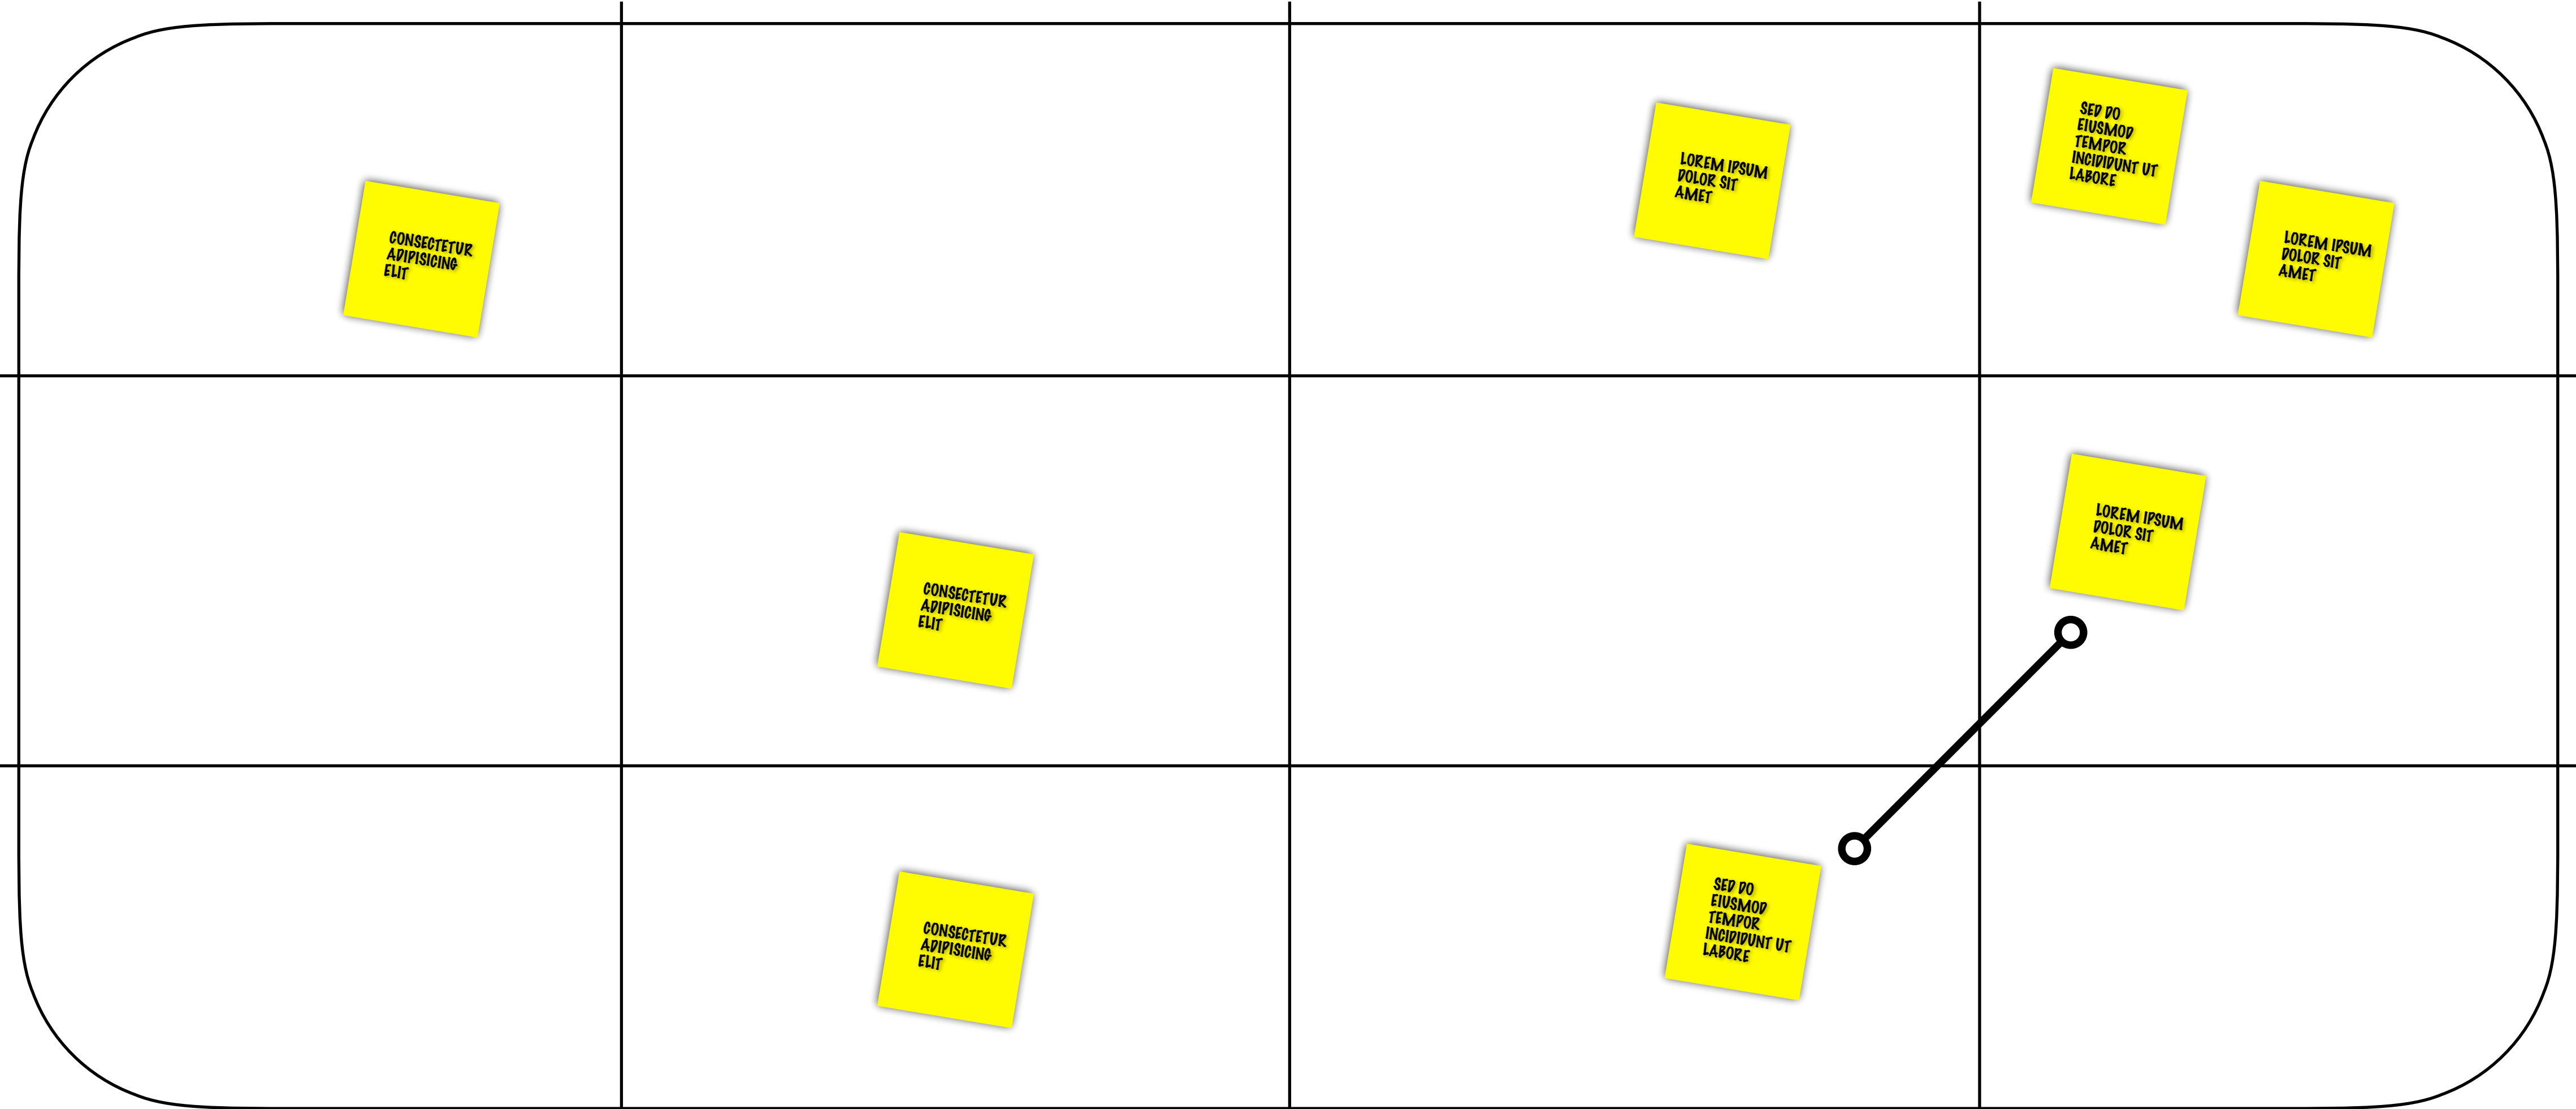 CONSECTETUR
ADIPISICING
ELIT
LOREM IPSUM
DOLOR SIT
AMET
SED DO
EIUSMOD
TEMPOR
INCIDIDUNT UT
LABORE
LOREM IPSUM
DOLOR SIT
AMET
CONSECTETUR
ADIPISICING
ELIT
LOREM IPSUM
DOLOR SIT
AMET
CONSECTETUR
ADIPISICING
ELIT
SED DO
EIUSMOD
TEMPOR
INCIDIDUNT UT
LABORE